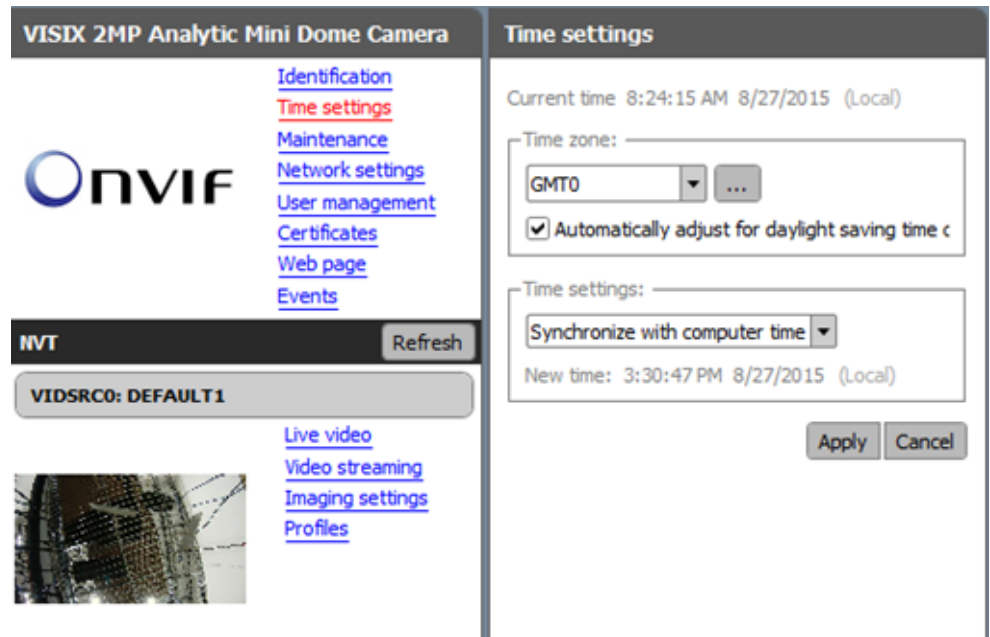 VISIX 2MP Analytic Mini Dome Camera
Onvif
Identification
Time settings
Maintenance
Network settings
User management
Certificates
Web page
Events
NVT
Refresh
VIDSRC0: DEFAULT1
Live video
Video streaming
Imaging settings
Profiles
Time settings
Current time 8:24:15 AM 8/27/2015 (Local)
Time zone:
GMT0
...
Automatically adjust for daylight saving time c
Time settings:
Synchronize with computer time
New time: 3:30:47 PM 8/27/2015 (Local)
Apply Cancel